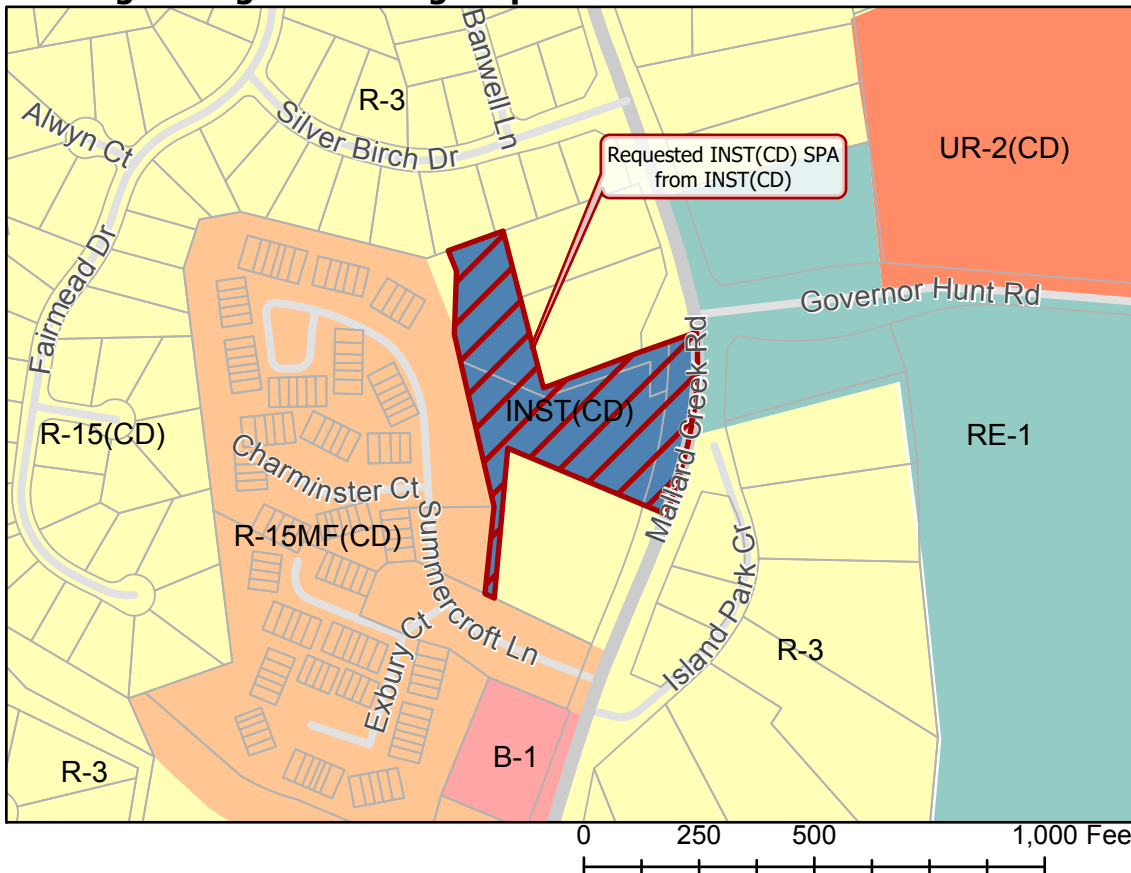 R-3
Banwell Ln
Alwyn Ct
Silver Birch Dr
Requested INST(CD) SPA
from INST(CD)
UR-2(CD)
Fairmead Dr
Governor Hunt Rd
INST(CD)
Mallard Creek Rd
R-15(CD)
RE-1
Charminster Ct
Summercroft Ln
R-15MF(CD)
Island Park Cr
Exbury Ct
R-3
B-1
R-3
0 250 500 1,000 Fee